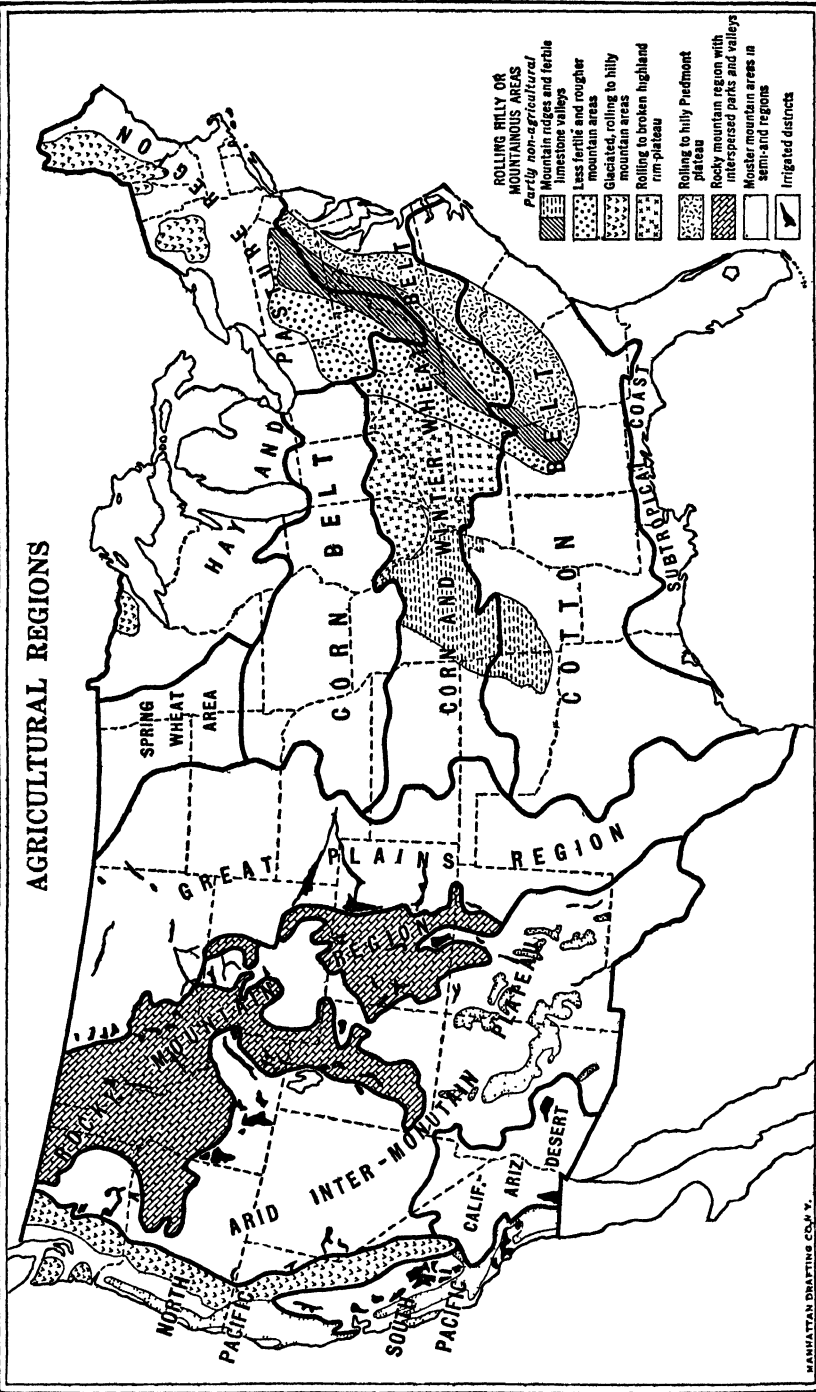 AGRICULTURAL REGIONS
HAY AND PASTURE REGION
SPRING
WHEAT
AREA
CORN BELT
CORN AND WINTER WHEAT BELT
COTTON BELT
SUBTROPICAL COAST
GREAT PLAINS REGION
ROCKY MOUNTAIN REGION
ARID INTER-MONUTAIN PLATEAU
CALIF.-
ARIZ
DESERT
NORTH
PACIFIC
SOUTH
PACIFIC
ROLLING HILLY OR
MOUNTAINOUS AREAS
Partly non-agricultural
Mountain ridges and fertile
limestone valleys
Less fertile and rougher
mountain areas
Glaciated, rolling to hilly
mountain areas
Rolling to broken highland
rim-plateau
Rolling to hilly Piedmont
plateau
Rocky mountain region with
interspersed parks and valleys
Moister mountain areas in
semi-arid regions
Irrigated districts
MANHATTAN DRAFTING CO., N.Y.